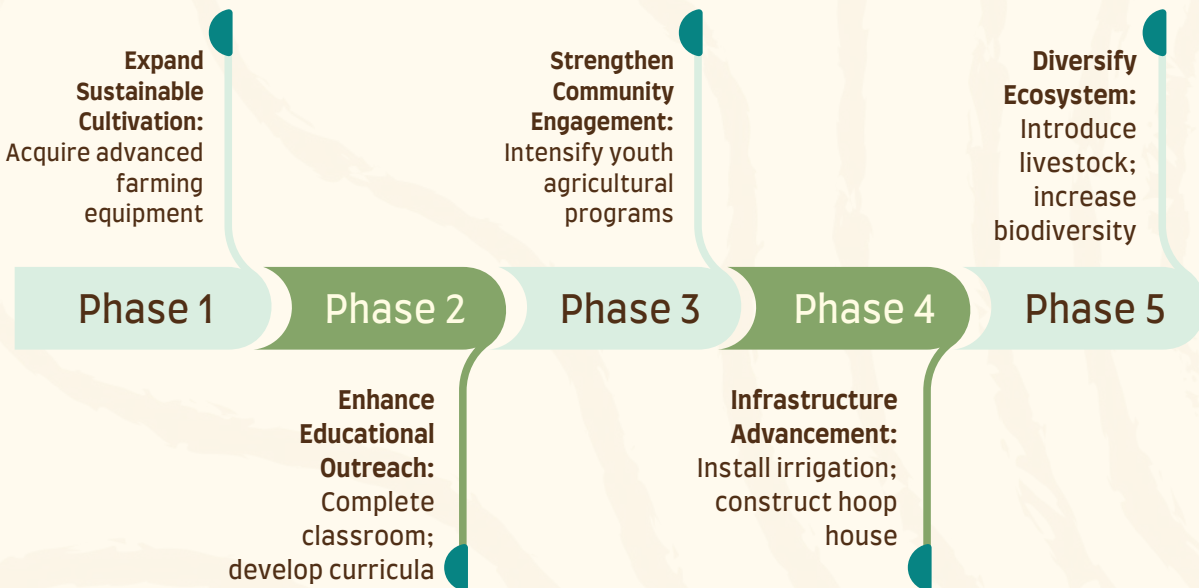 Expand
Sustainable
Cultivation:
Acquire advanced
farming
equipment
Strengthen
Community
Engagement:
Intensify youth
agricultural
programs
Diversify
Ecosystem:
Introduce
livestock;
increase
biodiversity
Phase 1
Phase 2
Phase 3
Phase 4
Phase 5
Enhance
Educational
Outreach:
Complete
classroom;
develop curricula
Infrastructure
Advancement:
Install irrigation;
construct hoop
house